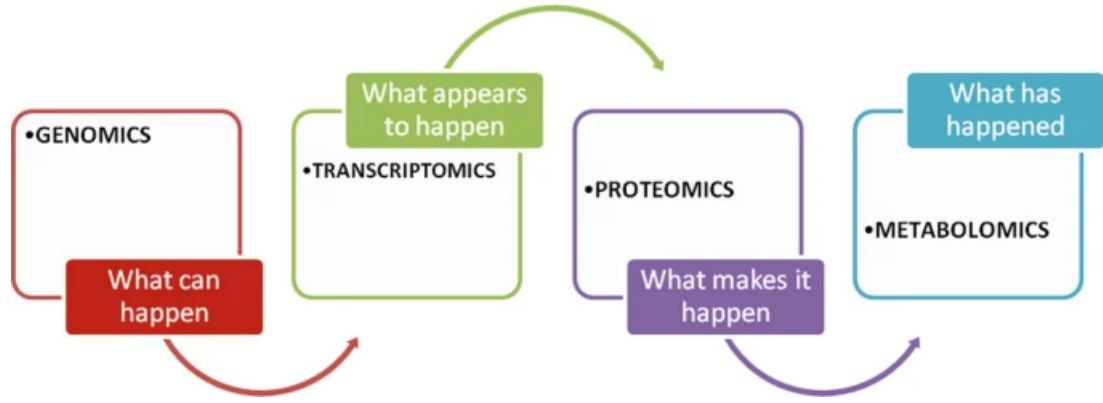 •GENOMICS
What can
happen
What appears
to happen
•TRANSCRIPTOMICS
•PROTEOMICS
What makes it
happen
What has
happened
•METABOLOMICS